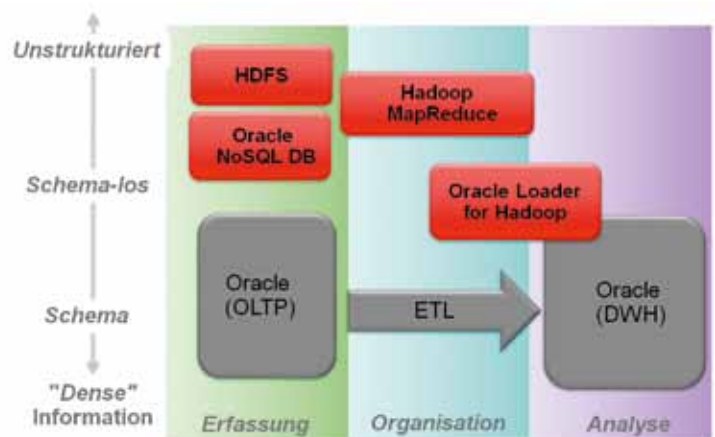 Unstrukturiert
HDFS
Hadoop
MapReduce
Oracle
NoSQL DB
Schema-los
Oracle Loader
for Hadoop
Oracle
(OLTP)
ETL
Oracle
(DWH)
Schema
"Dense"
Information
Erfassung
Organisation
Analyse